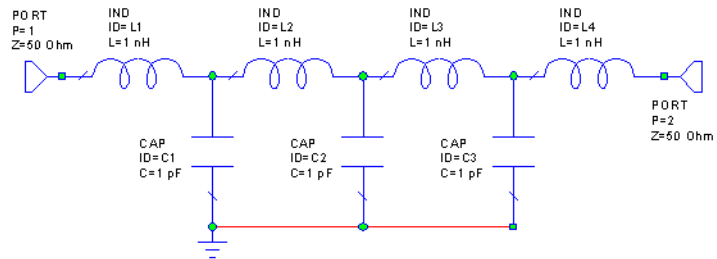 PORT
P=1
Z=50 Ohm
IND
ID=L1
L=1 nH
IND
ID=L2
L=1 nH
IND
ID=L3
L=1 nH
IND
ID=L4
L=1 nH
PORT
P=2
Z=50 Ohm
CAP
ID=C1
C=1 pF
CAP
ID=C2
C=1 pF
CAP
ID=C3
C=1 pF